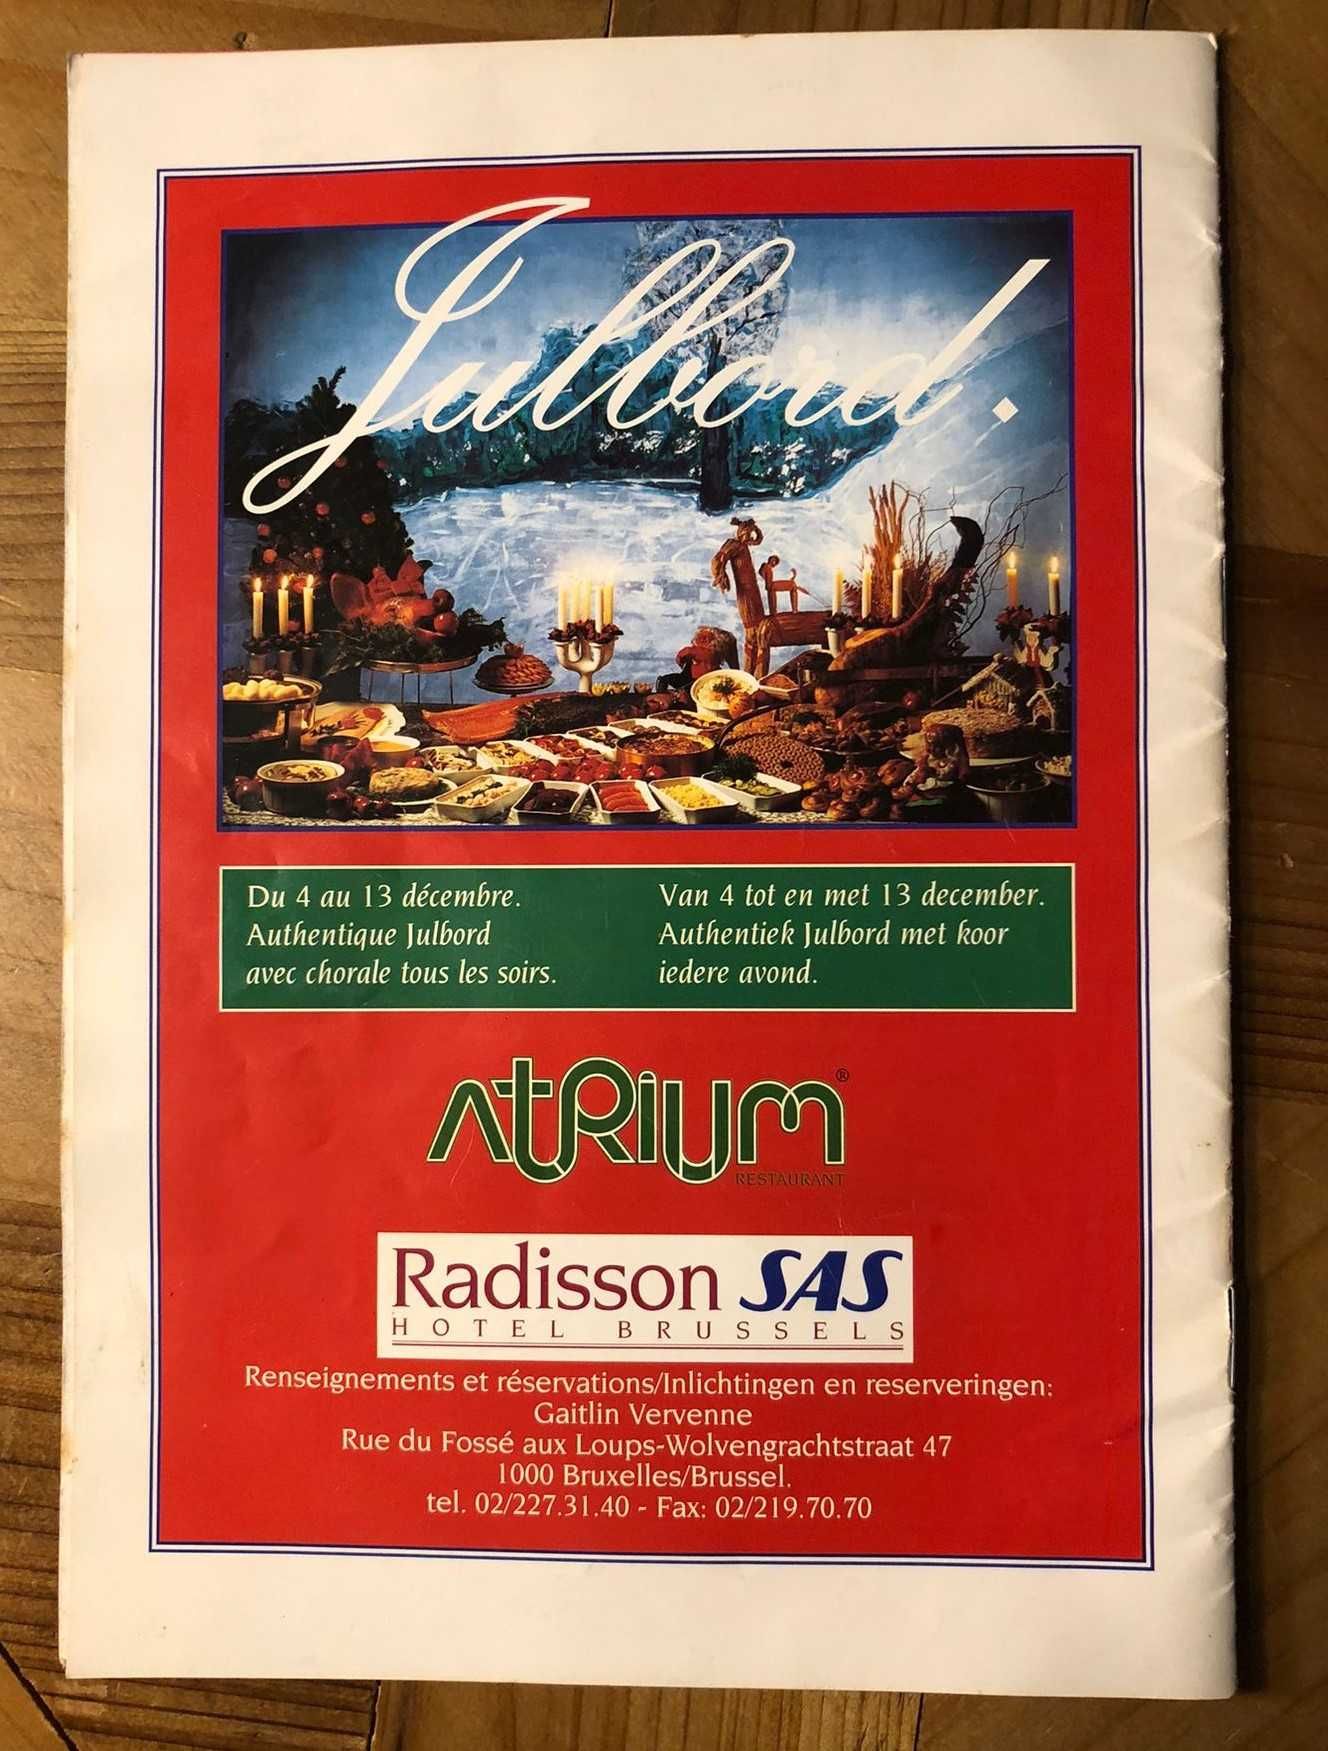 Julbord.
Du 4 au 13 décembre.
Authentique Julbord
avec chorale tous les soirs.
Van 4 tot en met 13 december.
Authentiek Julbord met koor
iedere avond.
Atrium®
RESTAURANT
Radisson SAS
HOTEL BRUSSELS
Renseignements et réservations/Inlichtingen en reserveringen:
Gaitlin Vervenne
Rue du Fossé aux Loups-Wolvengrachtstraat 47
1000 Bruxelles/Brussel.
tel. 02/227.31.40 - Fax: 02/219.70.70